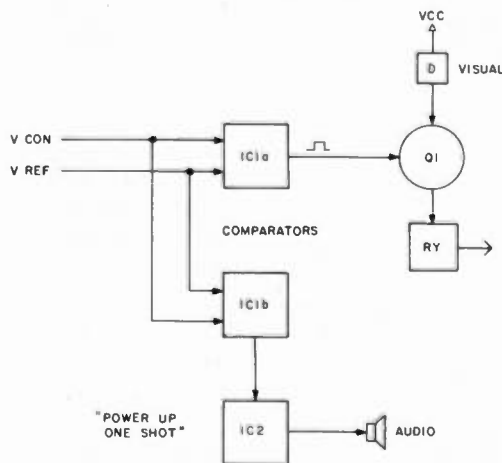 VCC
D VISUAL
V CON
V REF
IC1a
Q1
COMPARATORS
RY
IC1b
"POWER UP
ONE SHOT"
IC2
AUDIO